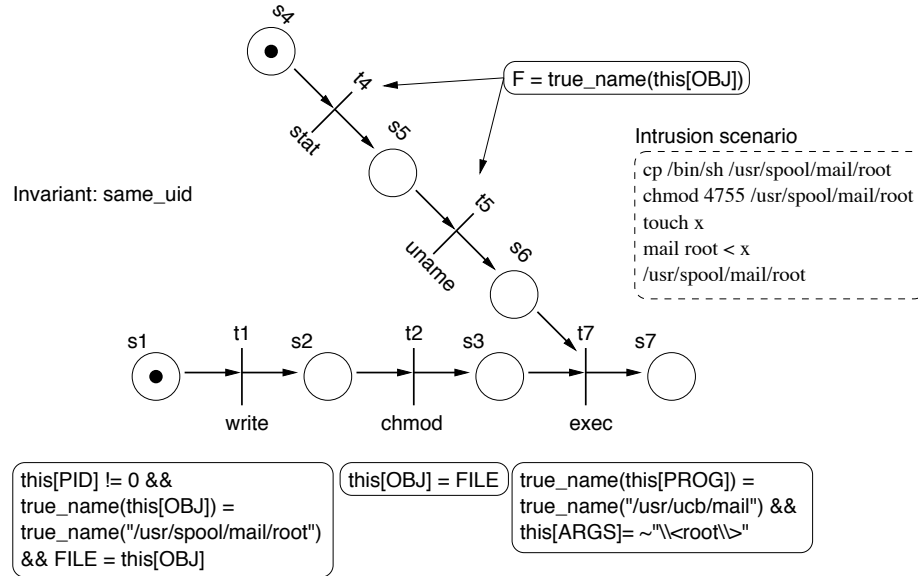 s4
t4
F = true_name(this[OBJ])
stat
s5
Intrusion scenario
cp /bin/sh /usr/spool/mail/root
chmod 4755 /usr/spool/mail/root
touch x
mail root < x
/usr/spool/mail/root
Invariant: same_uid
t5
uname
s6
s1
t1
s2
t2
s3
t7
s7
write
chmod
exec
this[PID] != 0 &&
true_name(this[OBJ]) =
true_name("/usr/spool/mail/root")
&& FILE = this[OBJ]
this[OBJ] = FILE
true_name(this[PROG]) =
true_name("/usr/ucb/mail") &&
this[ARGS]= ~"\\<root\\>"